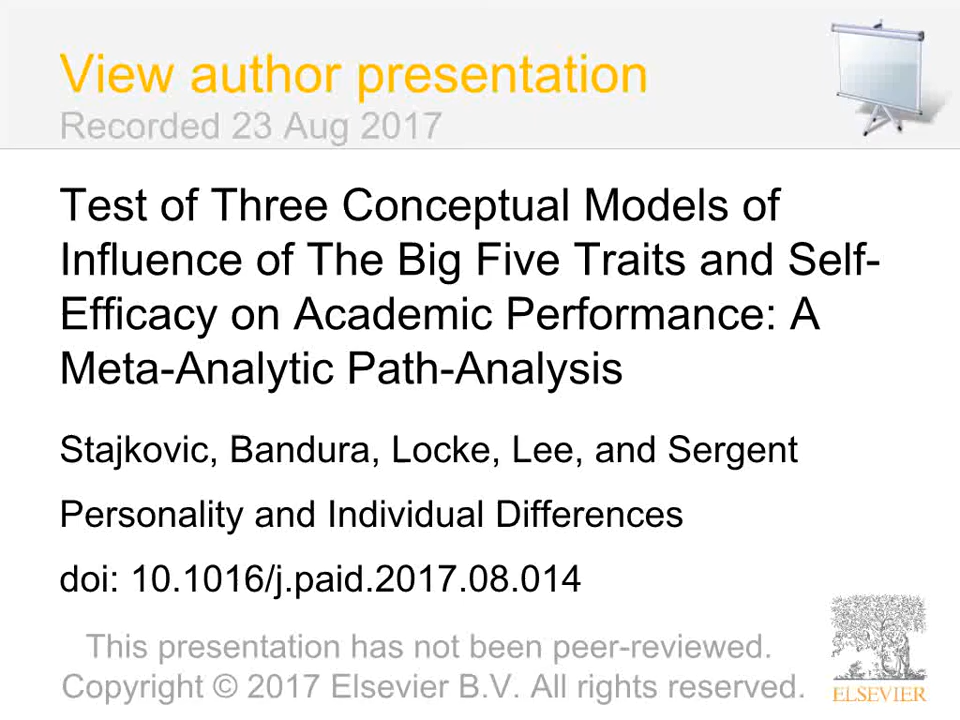 View author presentation
Recorded 23 Aug 2017
Test of Three Conceptual Models of
Influence of The Big Five Traits and Self-
Efficacy on Academic Performance: A
Meta-Analytic Path-Analysis
Stajkovic, Bandura, Locke, Lee, and Sergent
Personality and Individual Differences
doi: 10.1016/j.paid.2017.08.014
This presentation has not been peer-reviewed.
Copyright © 2017 Elsevier B.V. All rights reserved.
ELSEVIER